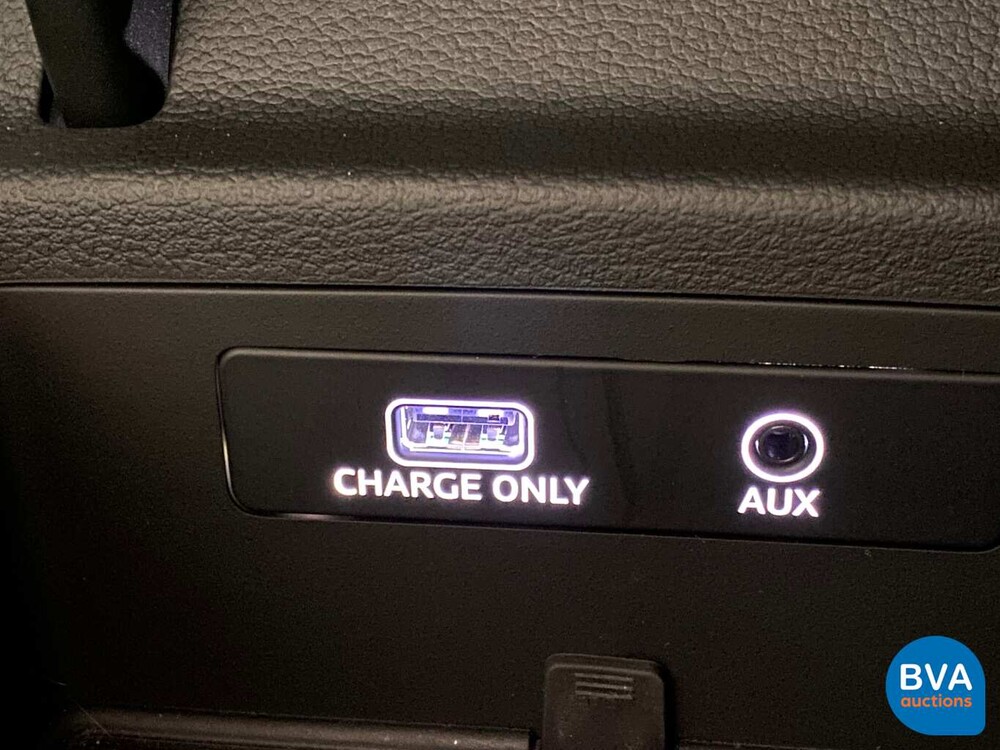 CHARGE ONLY
AUX
BVA
auctions